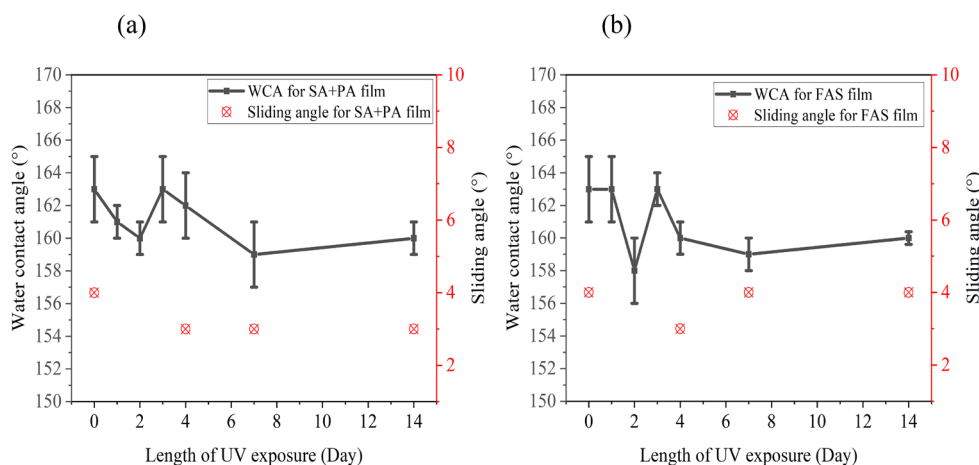 (a)
170
168
166
164
162
160
158
156
154
152
150
Water contact angle (°)
WCA for SA+PA film
Sliding angle for SA+PA film
10
8
6
4
2
Sliding angle (°)
0 2 4 6 8 10 12 14
Length of UV exposure (Day)
(b)
170
168
166
164
162
160
158
156
154
152
150
Water contact angle (°)
WCA for FAS film
Sliding angle for FAS film
10
8
6
4
2
Sliding angle (°)
0 2 4 6 8 10 12 14
Length of UV exposure (Day)